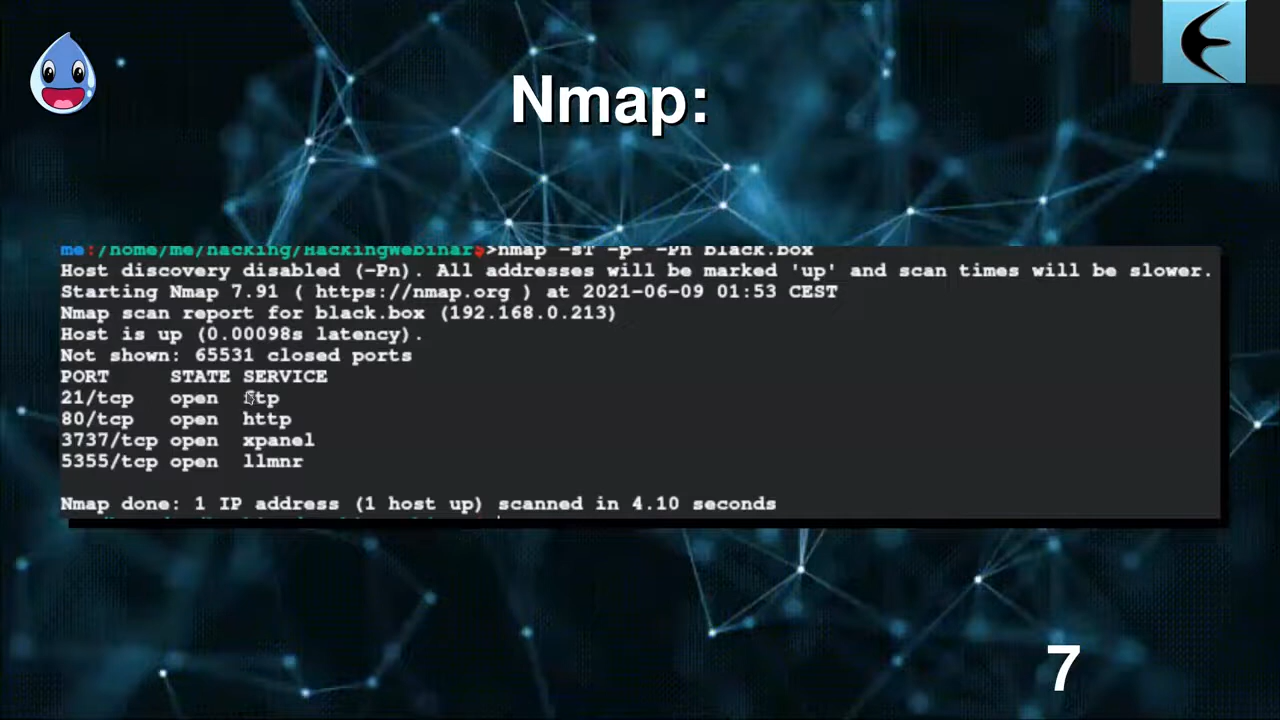 Nmap:
me:/home/me/hacking/HackingWebinar$>nmap -sT -p- -Pn black.box
Host discovery disabled (-Pn). All addresses will be marked 'up' and scan times will be slower.
Starting Nmap 7.91 ( https://nmap.org ) at 2021-06-09 01:53 CEST
Nmap scan report for black.box (192.168.0.213)
Host is up (0.00098s latency).
Not shown: 65531 closed ports
PORT     STATE SERVICE
21/tcp   open  ftp
80/tcp   open  http
3737/tcp open  xpanel
5355/tcp open  llmnr
Nmap done: 1 IP address (1 host up) scanned in 4.10 seconds
7